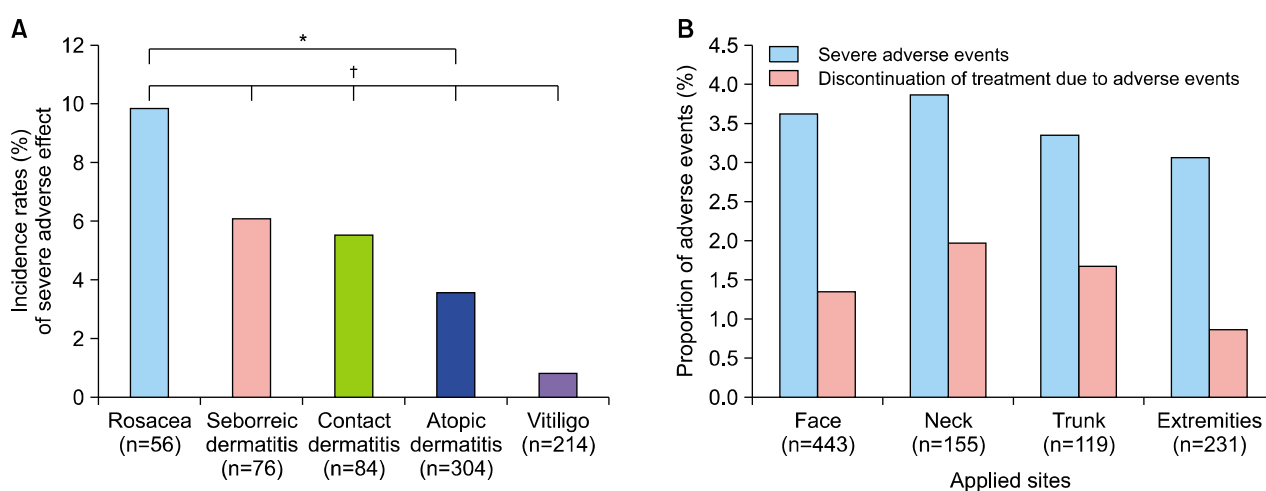 A
Incidence rates (%)
of severe adverse effect
12
10
8
6
4
2
0
*
†
Rosacea
(n=56)
Seborreic
dermatitis
(n=76)
Contact
dermatitis
(n=84)
Atopic
dermatitis
(n=304)
Vitiligo
(n=214)
B
Proportion of adverse events (%)
4.5
4.0
3.5
3.0
2.5
2.0
1.5
1.0
0.5
0.0
Severe adverse events
Discontinuation of treatment due to adverse events
Face
(n=443)
Neck
(n=155)
Trunk
(n=119)
Extremities
(n=231)
Applied sites